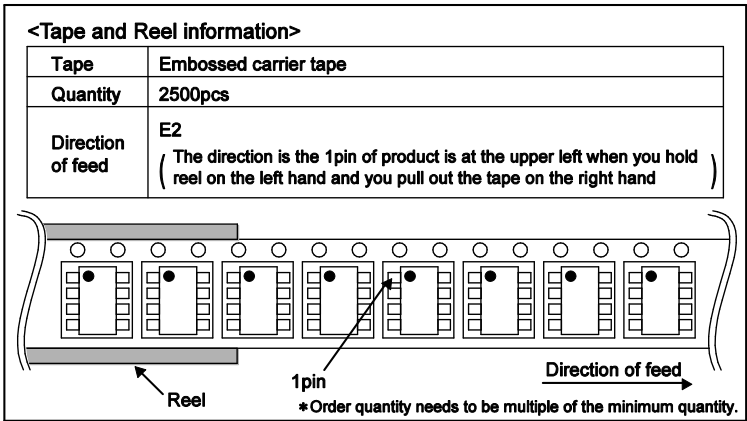 <Tape and Reel information>
Tape Embossed carrier tape
Quantity 2500pcs
Direction of feed E2
( The direction is the 1pin of product is at the upper left when you hold
reel on the left hand and you pull out the tape on the right hand )
Reel
1pin
Direction of feed
*Order quantity needs to be multiple of the minimum quantity.